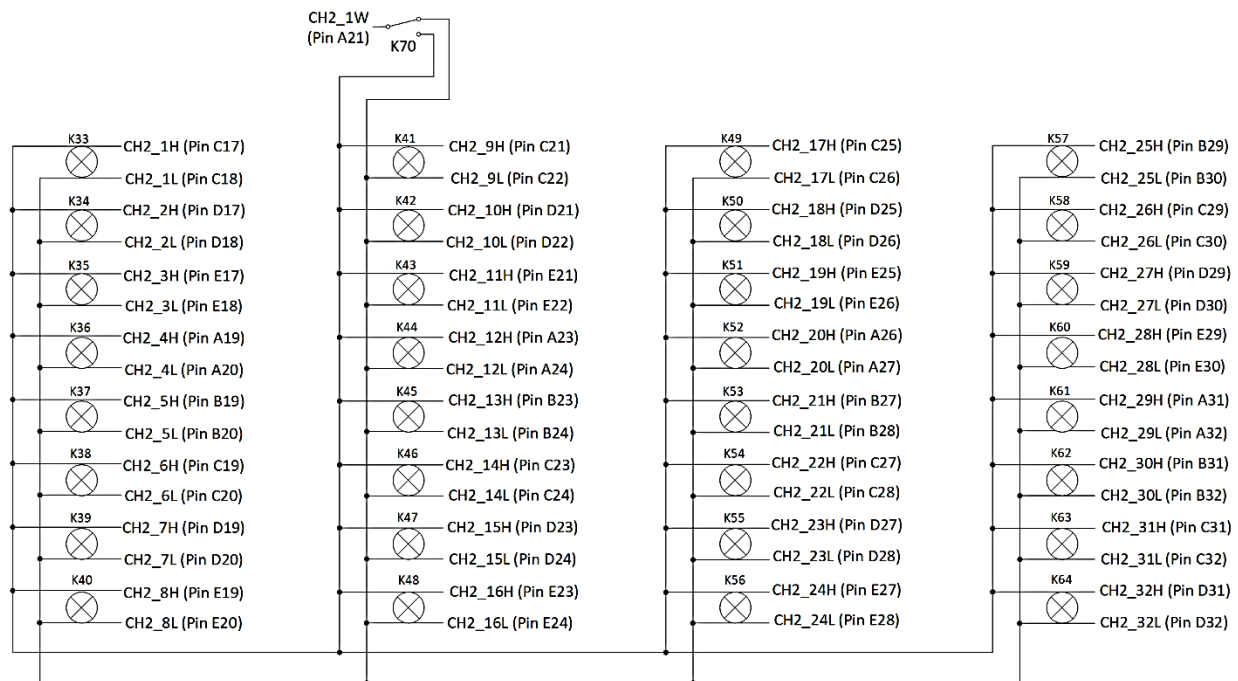 CH2_1W
(Pin A21)
K70
K33
CH2_1H (Pin C17)
CH2_1L (Pin C18)
K34
CH2_2H (Pin D17)
CH2_2L (Pin D18)
K35
CH2_3H (Pin E17)
CH2_3L (Pin E18)
K36
CH2_4H (Pin A19)
CH2_4L (Pin A20)
K37
CH2_5H (Pin B19)
CH2_5L (Pin B20)
K38
CH2_6H (Pin C19)
CH2_6L (Pin C20)
K39
CH2_7H (Pin D19)
CH2_7L (Pin D20)
K40
CH2_8H (Pin E19)
CH2_8L (Pin E20)
K41
CH2_9H (Pin C21)
CH2_9L (Pin C22)
K42
CH2_10H (Pin D21)
CH2_10L (Pin D22)
K43
CH2_11H (Pin E21)
CH2_11L (Pin E22)
K44
CH2_12H (Pin A23)
CH2_12L (Pin A24)
K45
CH2_13H (Pin B23)
CH2_13L (Pin B24)
K46
CH2_14H (Pin C23)
CH2_14L (Pin C24)
K47
CH2_15H (Pin D23)
CH2_15L (Pin D24)
K48
CH2_16H (Pin E23)
CH2_16L (Pin E24)
K49
CH2_17H (Pin C25)
CH2_17L (Pin C26)
K50
CH2_18H (Pin D25)
CH2_18L (Pin D26)
K51
CH2_19H (Pin E25)
CH2_19L (Pin E26)
K52
CH2_20H (Pin A26)
CH2_20L (Pin A27)
K53
CH2_21H (Pin B27)
CH2_21L (Pin B28)
K54
CH2_22H (Pin C27)
CH2_22L (Pin C28)
K55
CH2_23H (Pin D27)
CH2_23L (Pin D28)
K56
CH2_24H (Pin E27)
CH2_24L (Pin E28)
K57
CH2_25H (Pin B29)
CH2_25L (Pin B30)
K58
CH2_26H (Pin C29)
CH2_26L (Pin C30)
K59
CH2_27H (Pin D29)
CH2_27L (Pin D30)
K60
CH2_28H (Pin E29)
CH2_28L (Pin E30)
K61
CH2_29H (Pin A31)
CH2_29L (Pin A32)
K62
CH2_30H (Pin B31)
CH2_30L (Pin B32)
K63
CH2_31H (Pin C31)
CH2_31L (Pin C32)
K64
CH2_32H (Pin D31)
CH2_32L (Pin D32)